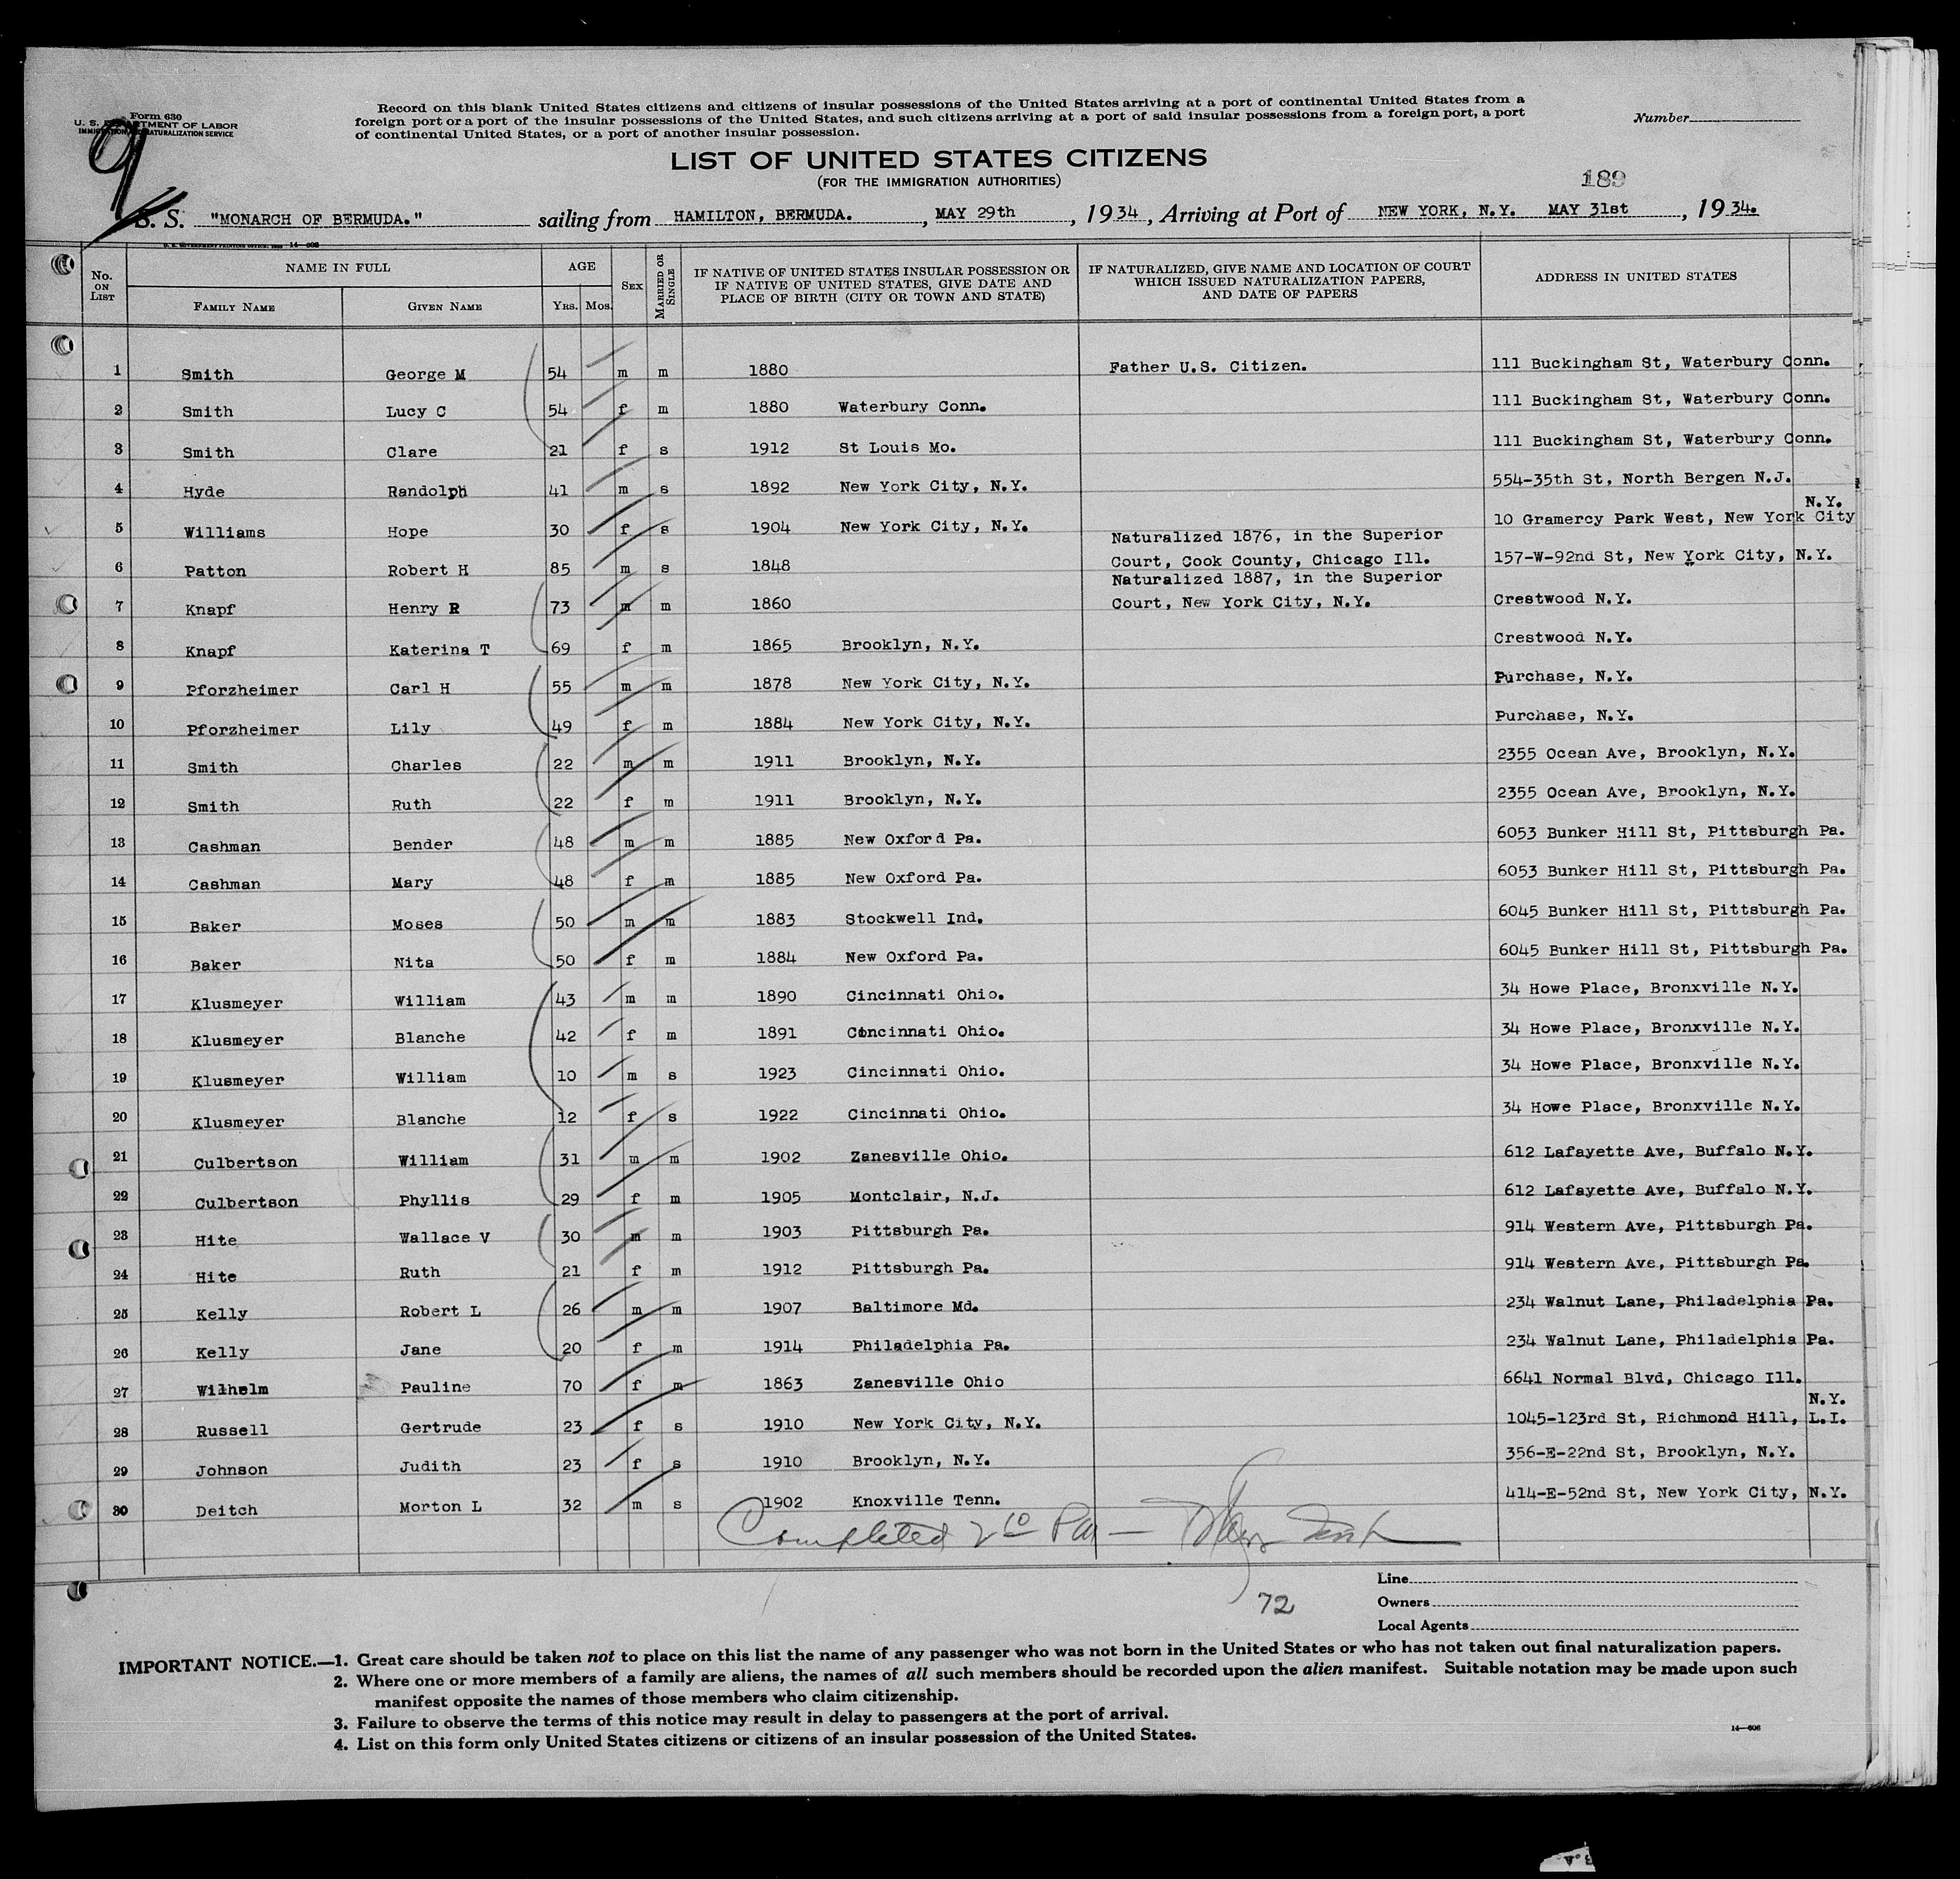 Form 630
U. S. DEPARTMENT OF LABOR
IMMIGRATION AND NATURALIZATION SERVICE
9
Record on this blank United States citizens and citizens of insular possessions of the United States arriving at a port of continental United States from a
foreign port or a port of the insular possessions of the United States, and such citizens arriving at a port of said insular possessions from a foreign port, a port
of continental United States, or a port of another insular possession.
Number
LIST OF UNITED STATES CITIZENS
(FOR THE IMMIGRATION AUTHORITIES)
189
S. S. "MONARCH OF BERMUDA." sailing from HAMILTON, BERMUDA. , MAY 29th , 1934 , Arriving at Port of NEW YORK, N.Y. MAY 31st , 1934.
No. ON LIST NAME IN FULL AGE SEX MARRIED OR SINGLE IF NATIVE OF UNITED STATES INSULAR POSSESSION OR IF NATIVE OF UNITED STATES, GIVE DATE AND PLACE OF BIRTH (CITY OR TOWN AND STATE) IF NATURALIZED, GIVE NAME AND LOCATION OF COURT WHICH ISSUED NATURALIZATION PAPERS, AND DATE OF PAPERS ADDRESS IN UNITED STATES
FAMILY NAME GIVEN NAME YRS. MOS.
1 Smith George M 54 m m 1880 Father U.S. Citizen. 111 Buckingham St, Waterbury Conn.
2 Smith Lucy C 54 f m 1880 Waterbury Conn. 111 Buckingham St, Waterbury Conn.
3 Smith Clare 21 f s 1912 St Louis Mo. 111 Buckingham St, Waterbury Conn.
4 Hyde Randolph 41 m s 1892 New York City, N.Y. 554-35th St, North Bergen N.J.
N.Y.
5 Williams Hope 30 f s 1904 New York City, N.Y. 10 Gramercy Park West, New York City
Naturalized 1876, in the Superior
6 Patton Robert H 85 m s 1848 Court, Cook County, Chicago Ill. 157-W-92nd St, New York City, N.Y.
Naturalized 1887, in the Superior
7 Knapf Henry R 73 m m 1860 Court, New York City, N.Y. Crestwood N.Y.
8 Knapf Katerina T 69 f m 1865 Brooklyn, N.Y. Crestwood N.Y.
9 Pforzheimer Carl H 55 m m 1878 New York City, N.Y. Purchase, N.Y.
10 Pforzheimer Lily 49 f m 1884 New York City, N.Y. Purchase, N.Y.
11 Smith Charles 22 m m 1911 Brooklyn, N.Y. 2355 Ocean Ave, Brooklyn, N.Y.
12 Smith Ruth 22 f m 1911 Brooklyn, N.Y. 2355 Ocean Ave, Brooklyn, N.Y.
13 Cashman Bender 48 m m 1885 New Oxford Pa. 6053 Bunker Hill St, Pittsburgh Pa.
14 Cashman Mary 48 f m 1885 New Oxford Pa. 6053 Bunker Hill St, Pittsburgh Pa.
15 Baker Moses 50 m m 1883 Stockwell Ind. 6045 Bunker Hill St, Pittsburgh Pa.
16 Baker Nita 50 f m 1884 New Oxford Pa. 6045 Bunker Hill St, Pittsburgh Pa.
17 Klusmeyer William 43 m m 1890 Cincinnati Ohio. 34 Howe Place, Bronxville N.Y.
18 Klusmeyer Blanche 42 f m 1891 Cincinnati Ohio. 34 Howe Place, Bronxville N.Y.
19 Klusmeyer William 10 m s 1923 Cincinnati Ohio. 34 Howe Place, Bronxville N.Y.
20 Klusmeyer Blanche 12 f s 1922 Cincinnati Ohio. 34 Howe Place, Bronxville N.Y.
21 Culbertson William 31 m m 1902 Zanesville Ohio. 612 Lafayette Ave, Buffalo N.Y.
22 Culbertson Phyllis 29 f m 1905 Montclair, N.J. 612 Lafayette Ave, Buffalo N.Y.
23 Hite Wallace V 30 m m 1903 Pittsburgh Pa. 914 Western Ave, Pittsburgh Pa.
24 Hite Ruth 21 f m 1912 Pittsburgh Pa. 914 Western Ave, Pittsburgh Pa.
25 Kelly Robert L 26 m m 1907 Baltimore Md. 234 Walnut Lane, Philadelphia Pa.
26 Kelly Jane 20 f m 1914 Philadelphia Pa. 234 Walnut Lane, Philadelphia Pa.
27 Wilhelm Pauline 70 f m 1863 Zanesville Ohio 6641 Normal Blvd, Chicago Ill.
N.Y.
28 Russell Gertrude 23 f s 1910 New York City, N.Y. 1045-123rd St, Richmond Hill, L.I.
29 Johnson Judith 23 f s 1910 Brooklyn, N.Y. 356-E-22nd St, Brooklyn, N.Y.
30 Deitch Morton L 32 m s 1902 Knoxville Tenn. 414-E-52nd St, New York City, N.Y.
Completed
72
Line
Owners
Local Agents
IMPORTANT NOTICE.—1. Great care should be taken not to place on this list the name of any passenger who was not born in the United States or who has not taken out final naturalization papers.
2. Where one or more members of a family are aliens, the names of all such members should be recorded upon the alien manifest. Suitable notation may be made upon such
manifest opposite the names of those members who claim citizenship.
3. Failure to observe the terms of this notice may result in delay to passengers at the port of arrival.
4. List on this form only United States citizens or citizens of an insular possession of the United States.
14—608